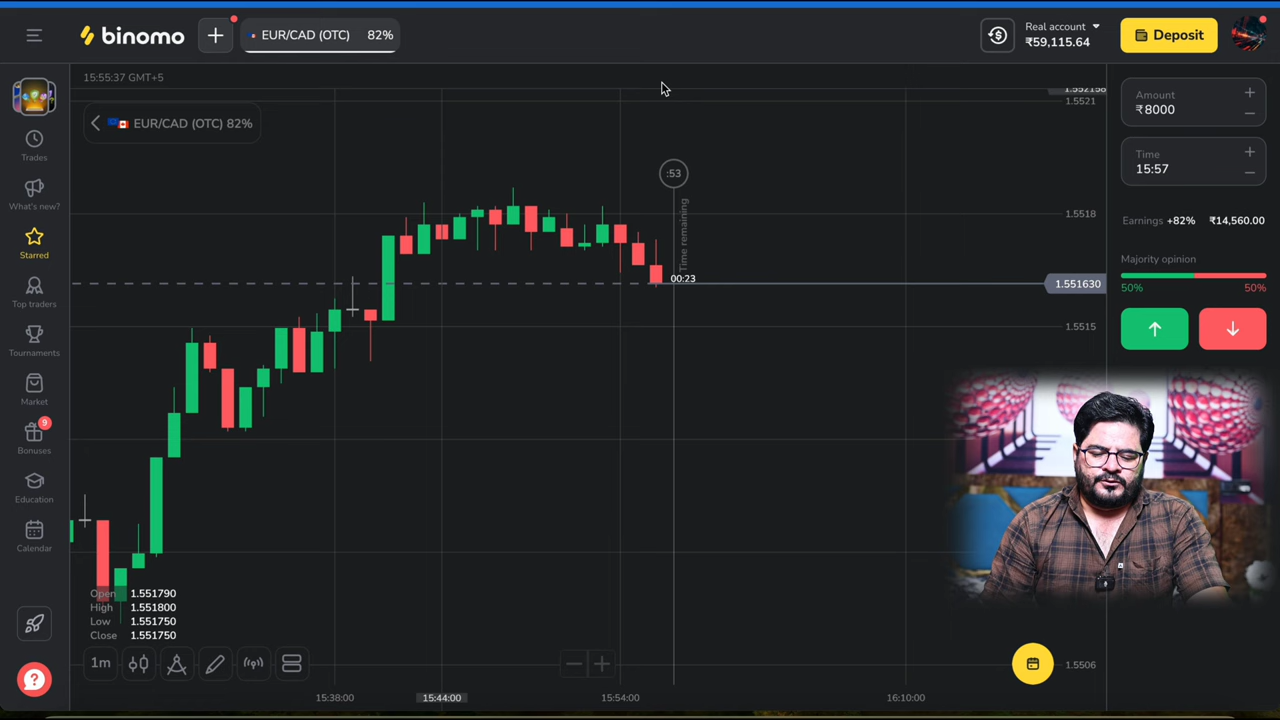 binomo
+
EUR/CAD (OTC) 82%
Real account
₹59,115.64
Deposit
15:55:37 GMT+5
EUR/CAD (OTC) 82%
Trades
What's new?
Starred
Top traders
Tournaments
Market
9
Bonuses
Education
Calendar
:53
Time remaining
00:23
1.552158
1.5521
1.5518
1.551630
1.5515
1.5506
Amount
₹8000
Time
15:57
Earnings +82% ₹14,560.00
Majority opinion
50% 50%
Open 1.551790
High 1.551800
Low 1.551750
Close 1.551750
1m
15:38:00
15:44:00
15:54:00
16:10:00